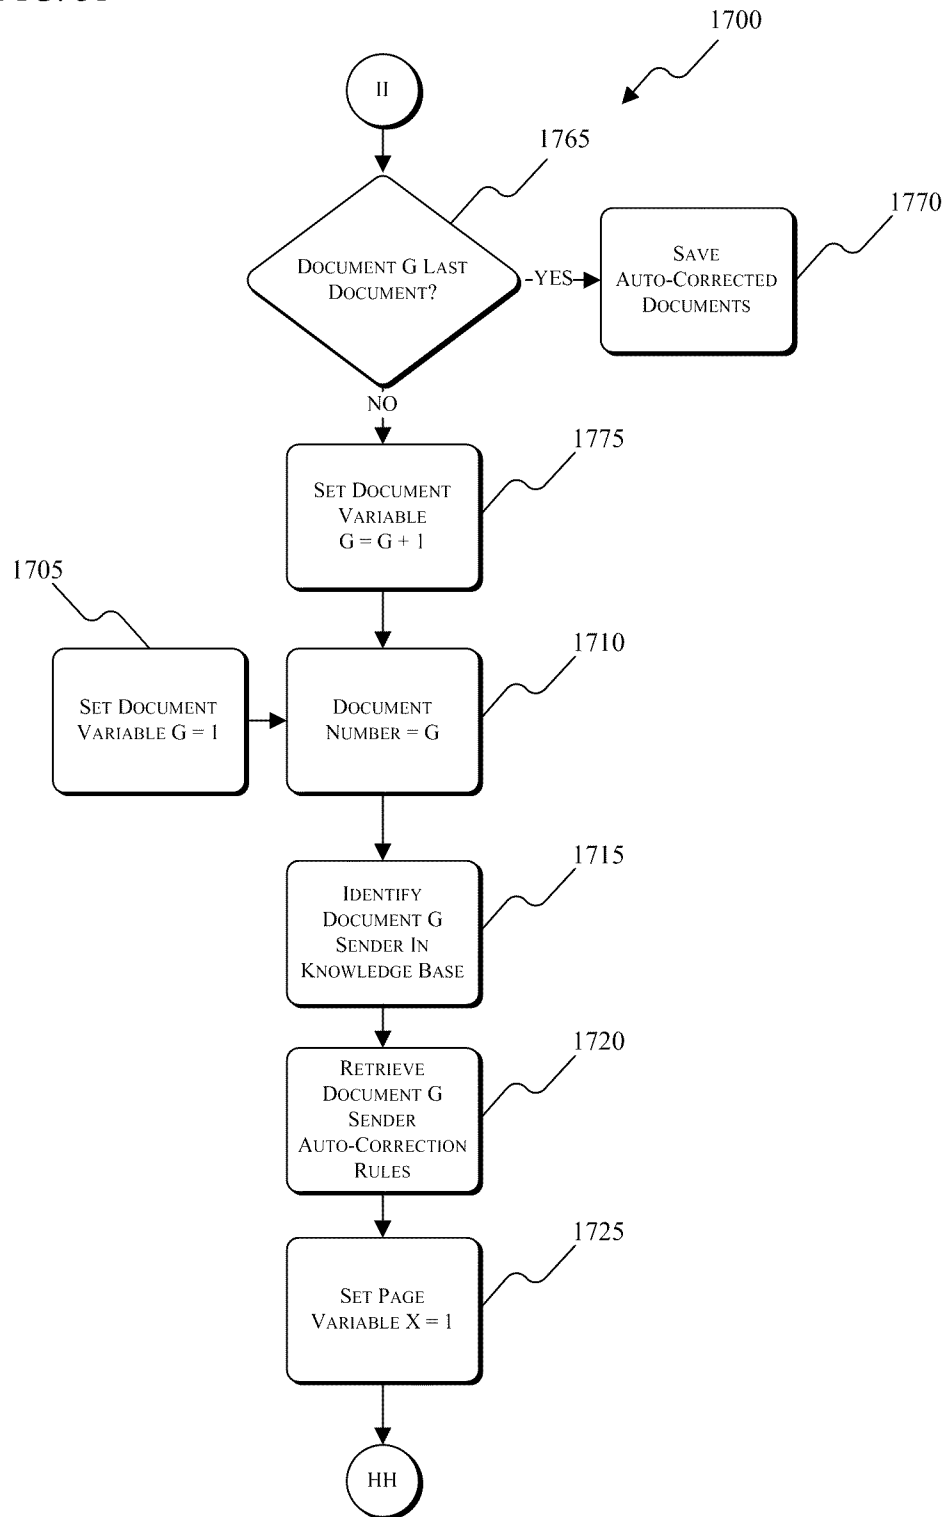 1700
II
1765
1770
DOCUMENT G LAST
DOCUMENT?
YES
SAVE
AUTO-CORRECTED
DOCUMENTS
NO
1775
SET DOCUMENT
VARIABLE
G = G + 1
1705
1710
SET DOCUMENT
VARIABLE G = 1
DOCUMENT
NUMBER = G
1715
IDENTIFY
DOCUMENT G
SENDER IN
KNOWLEDGE BASE
1720
RETRIEVE
DOCUMENT G
SENDER
AUTO-CORRECTION
RULES
1725
SET PAGE
VARIABLE X = 1
HH